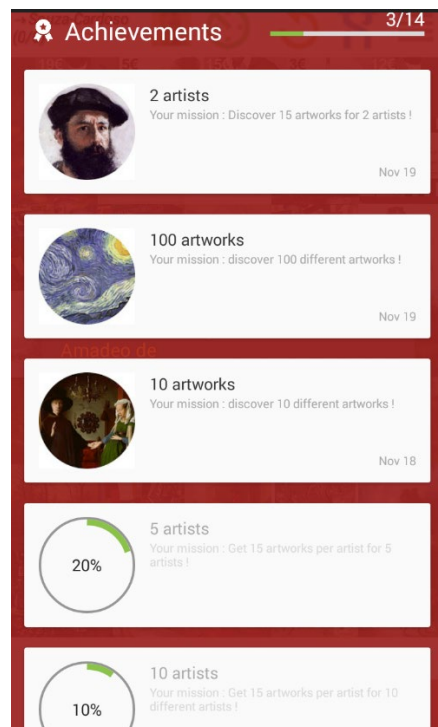 Achievements
3/14
2 artists
Your mission : Discover 15 artworks for 2 artists !
Nov 19
100 artworks
Your mission : discover 100 different artworks !
Nov 19
Amadeo de
10 artworks
Your mission : discover 10 different artworks !
Nov 18
20%
5 artists
Your mission : Get 15 artworks per artist for 5
artists !
10%
10 artists
Your mission : Get 15 artworks per artist for 10
different artists !